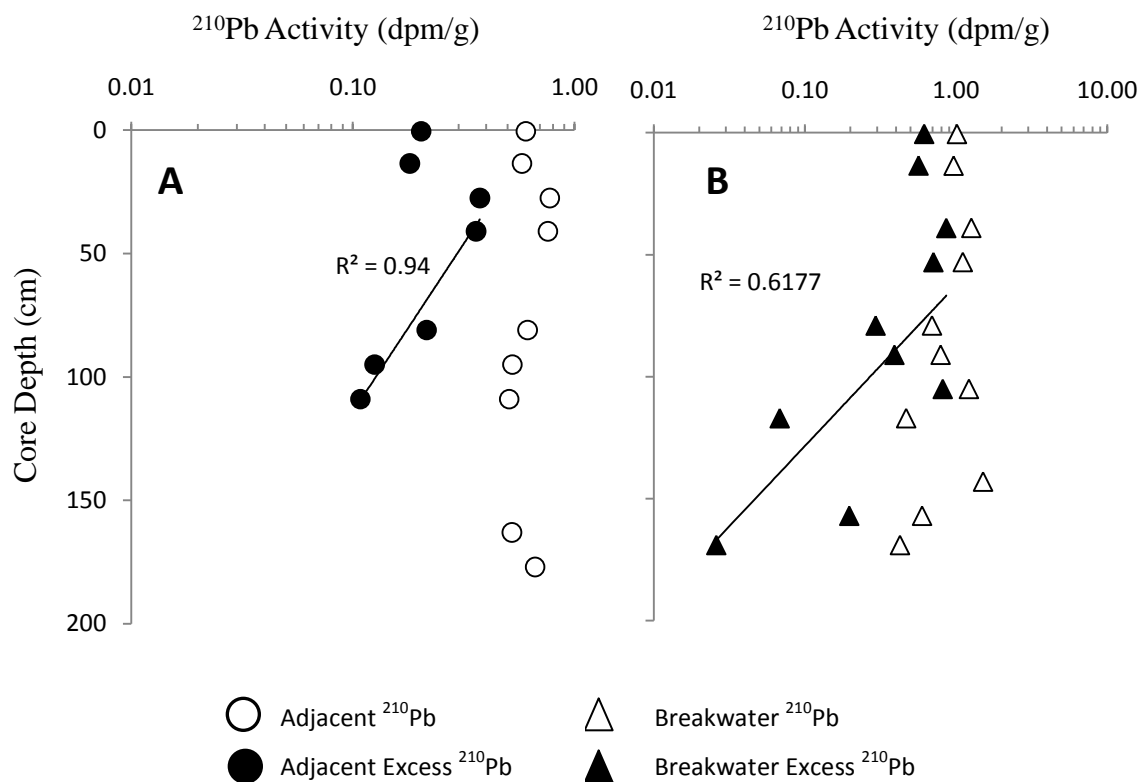 ²¹⁰Pb Activity (dpm/g)
²¹⁰Pb Activity (dpm/g)
0.01 0.10 1.00
0.01 0.10 1.00 10.00
0
A
B
50
R² = 0.94
R² = 0.6177
Core Depth (cm)
100
150
200
Adjacent ²¹⁰Pb
Breakwater ²¹⁰Pb
Adjacent Excess ²¹⁰Pb
Breakwater Excess ²¹⁰Pb